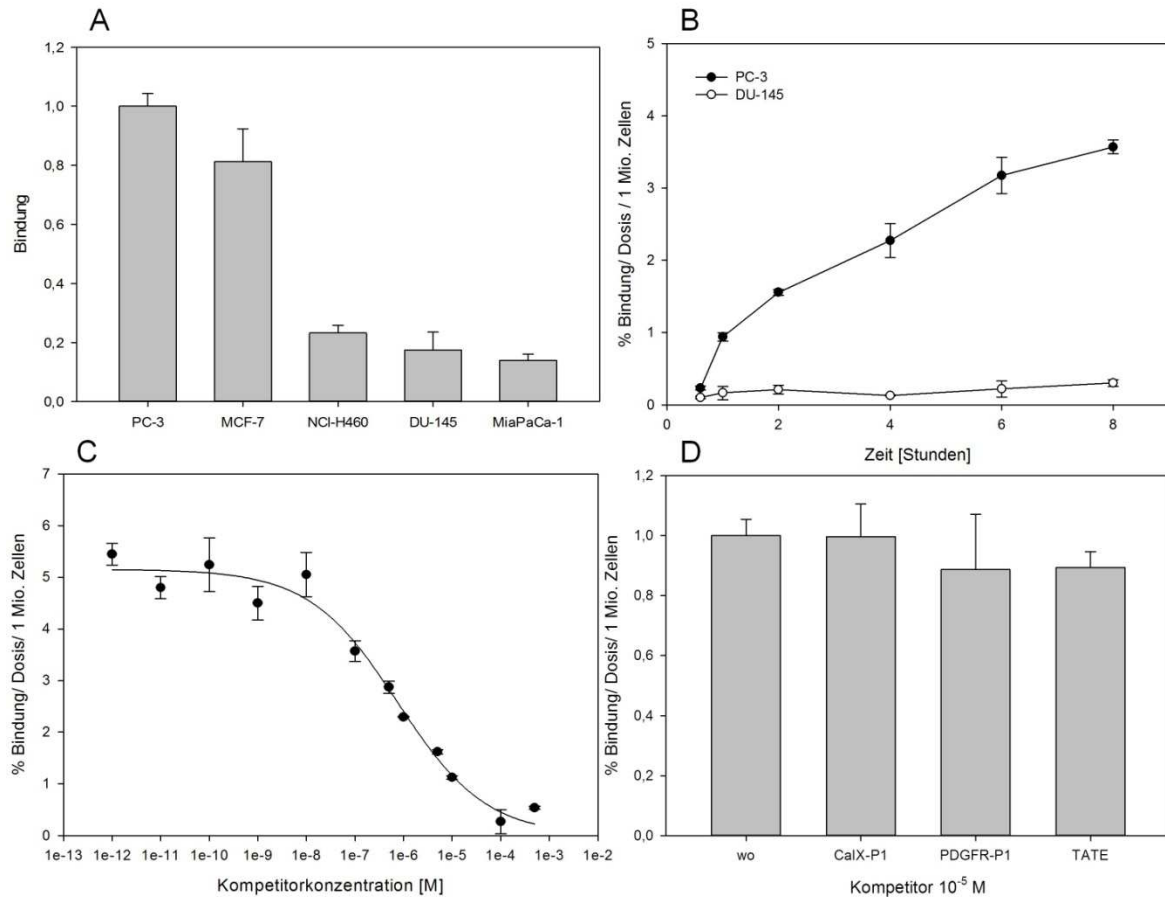 A
1,2
1,0
0,8
0,6
0,4
0,2
0,0
Bindung
PC-3 MCF-7 NCI-H460 DU-145 MiaPaCa-1
B
5
4
3
2
1
0
% Bindung/ Dosis / 1 Mio. Zellen
PC-3
DU-145
0 2 4 6 8
Zeit [Stunden]
C
7
6
5
4
3
2
1
0
% Bindung/ Dosis/ 1 Mio. Zellen
1e-13 1e-12 1e-11 1e-10 1e-9 1e-8 1e-7 1e-6 1e-5 1e-4 1e-3 1e-2
Kompetitorkonzentration [M]
D
1,2
1,0
0,8
0,6
0,4
0,2
0,0
% Bindung/ Dosis/ 1 Mio. Zellen
wo CalX-P1 PDGFR-P1 TATE
Kompetitor 10⁻⁵ M